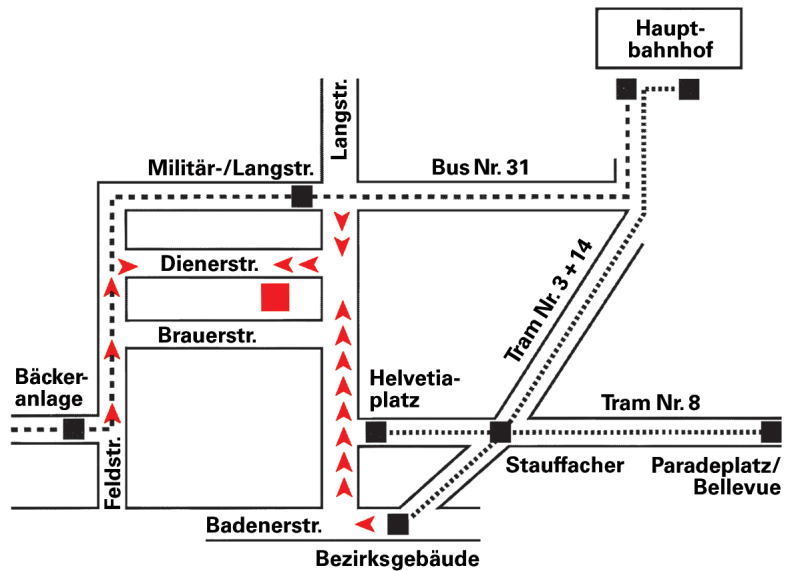 Haupt-
bahnhof
Langstr.
Militär-/Langstr.
Bus Nr. 31
Dienerstr.
Tram Nr. 3 + 14
Brauerstr.
Bäcker-
anlage
Helvetia-
platz
Tram Nr. 8
Feldstr.
Stauffacher
Paradeplatz/
Bellevue
Badenerstr.
Bezirksgebäude